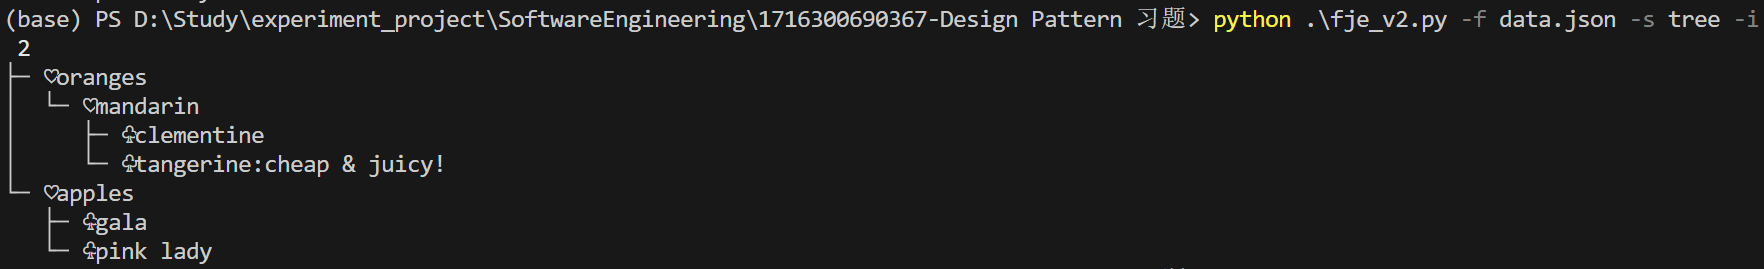 (base) PS D:\Study\experiment_project\SoftwareEngineering\1716300690367-Design Pattern 习题> python .\fje_v2.py -f data.json -s tree -i
 2
├─ ♡oranges
│  └─ ♡mandarin
│     ├─ ♧clementine
│     └─ ♧tangerine:cheap & juicy!
└─ ♡apples
   ├─ ♧gala
   └─ ♧pink lady